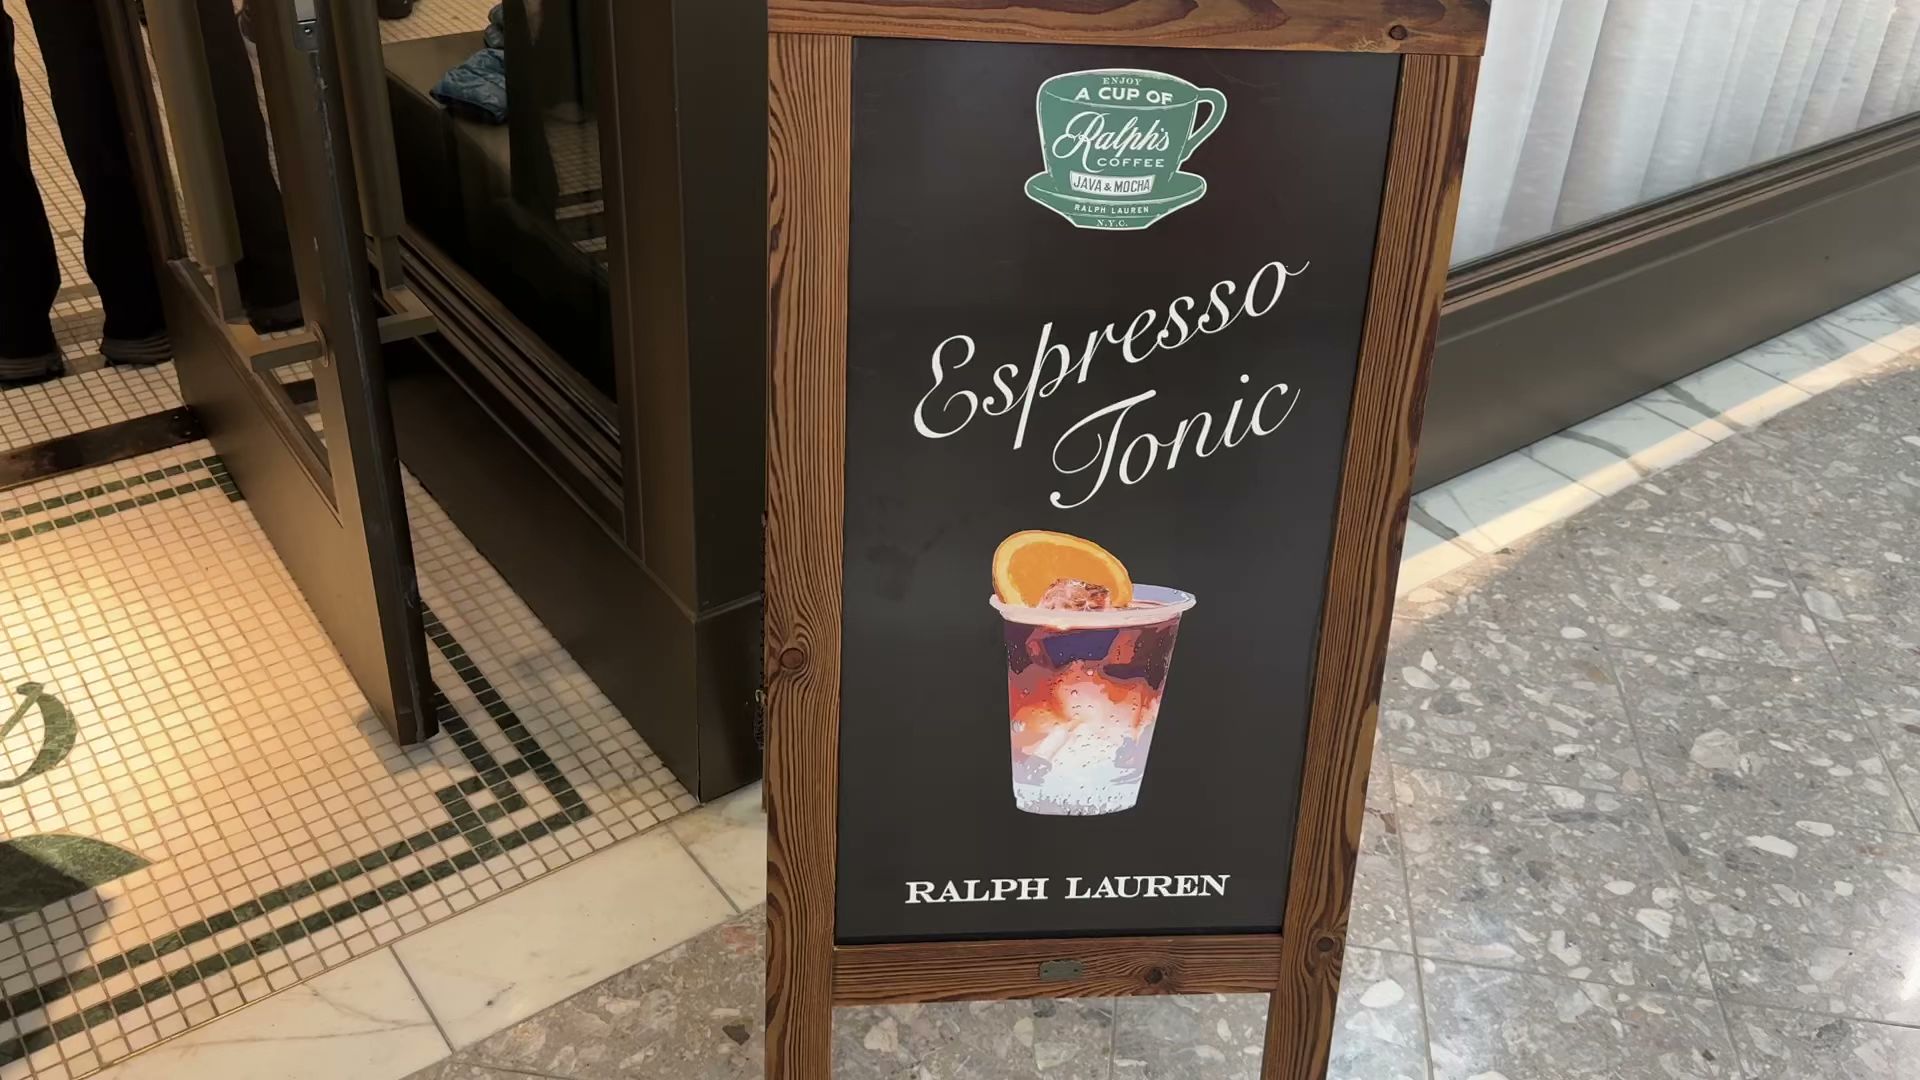 ENJOY
A CUP OF
Ralph's
COFFEE
JAVA & MOCHA
RALPH LAUREN
N.Y.C.
Espresso
Tonic
RALPH LAUREN